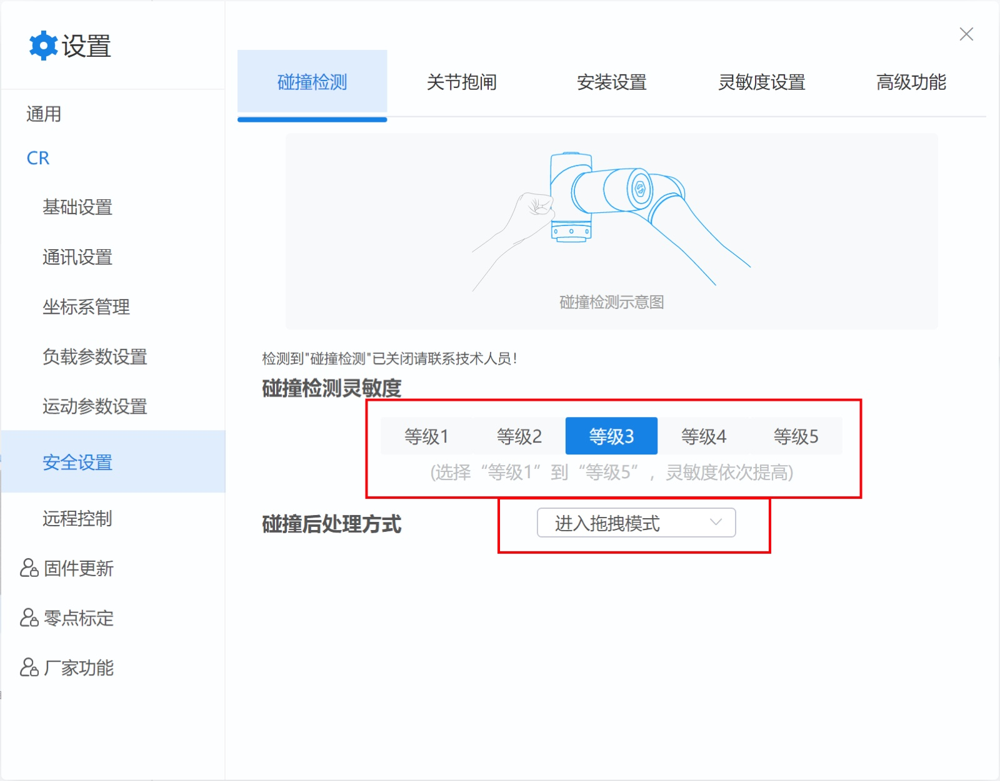 设置
通用
CR
基础设置
通讯设置
坐标系管理
负载参数设置
运动参数设置
安全设置
远程控制
固件更新
零点标定
厂家功能
碰撞检测 关节抱闸 安装设置 灵敏度设置 高级功能
碰撞检测示意图
检测到"碰撞检测"已关闭请联系技术人员！
碰撞检测灵敏度
等级1 等级2 等级3 等级4 等级5
(选择“等级1”到“等级5”，灵敏度依次提高)
碰撞后处理方式 进入拖拽模式